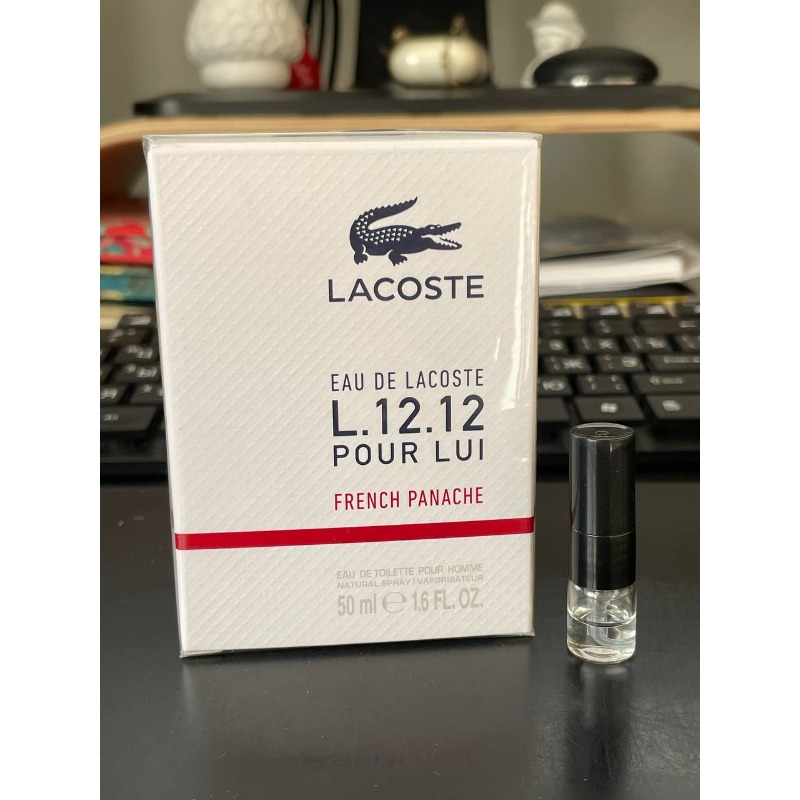 LACOSTE
EAU DE LACOSTE
L.12.12
POUR LUI
FRENCH PANACHE
EAU DE TOILETTE POUR HOMME
NATURAL SPRAY | VAPORISATEUR
50 ml ℮ 1.6 FL. OZ.